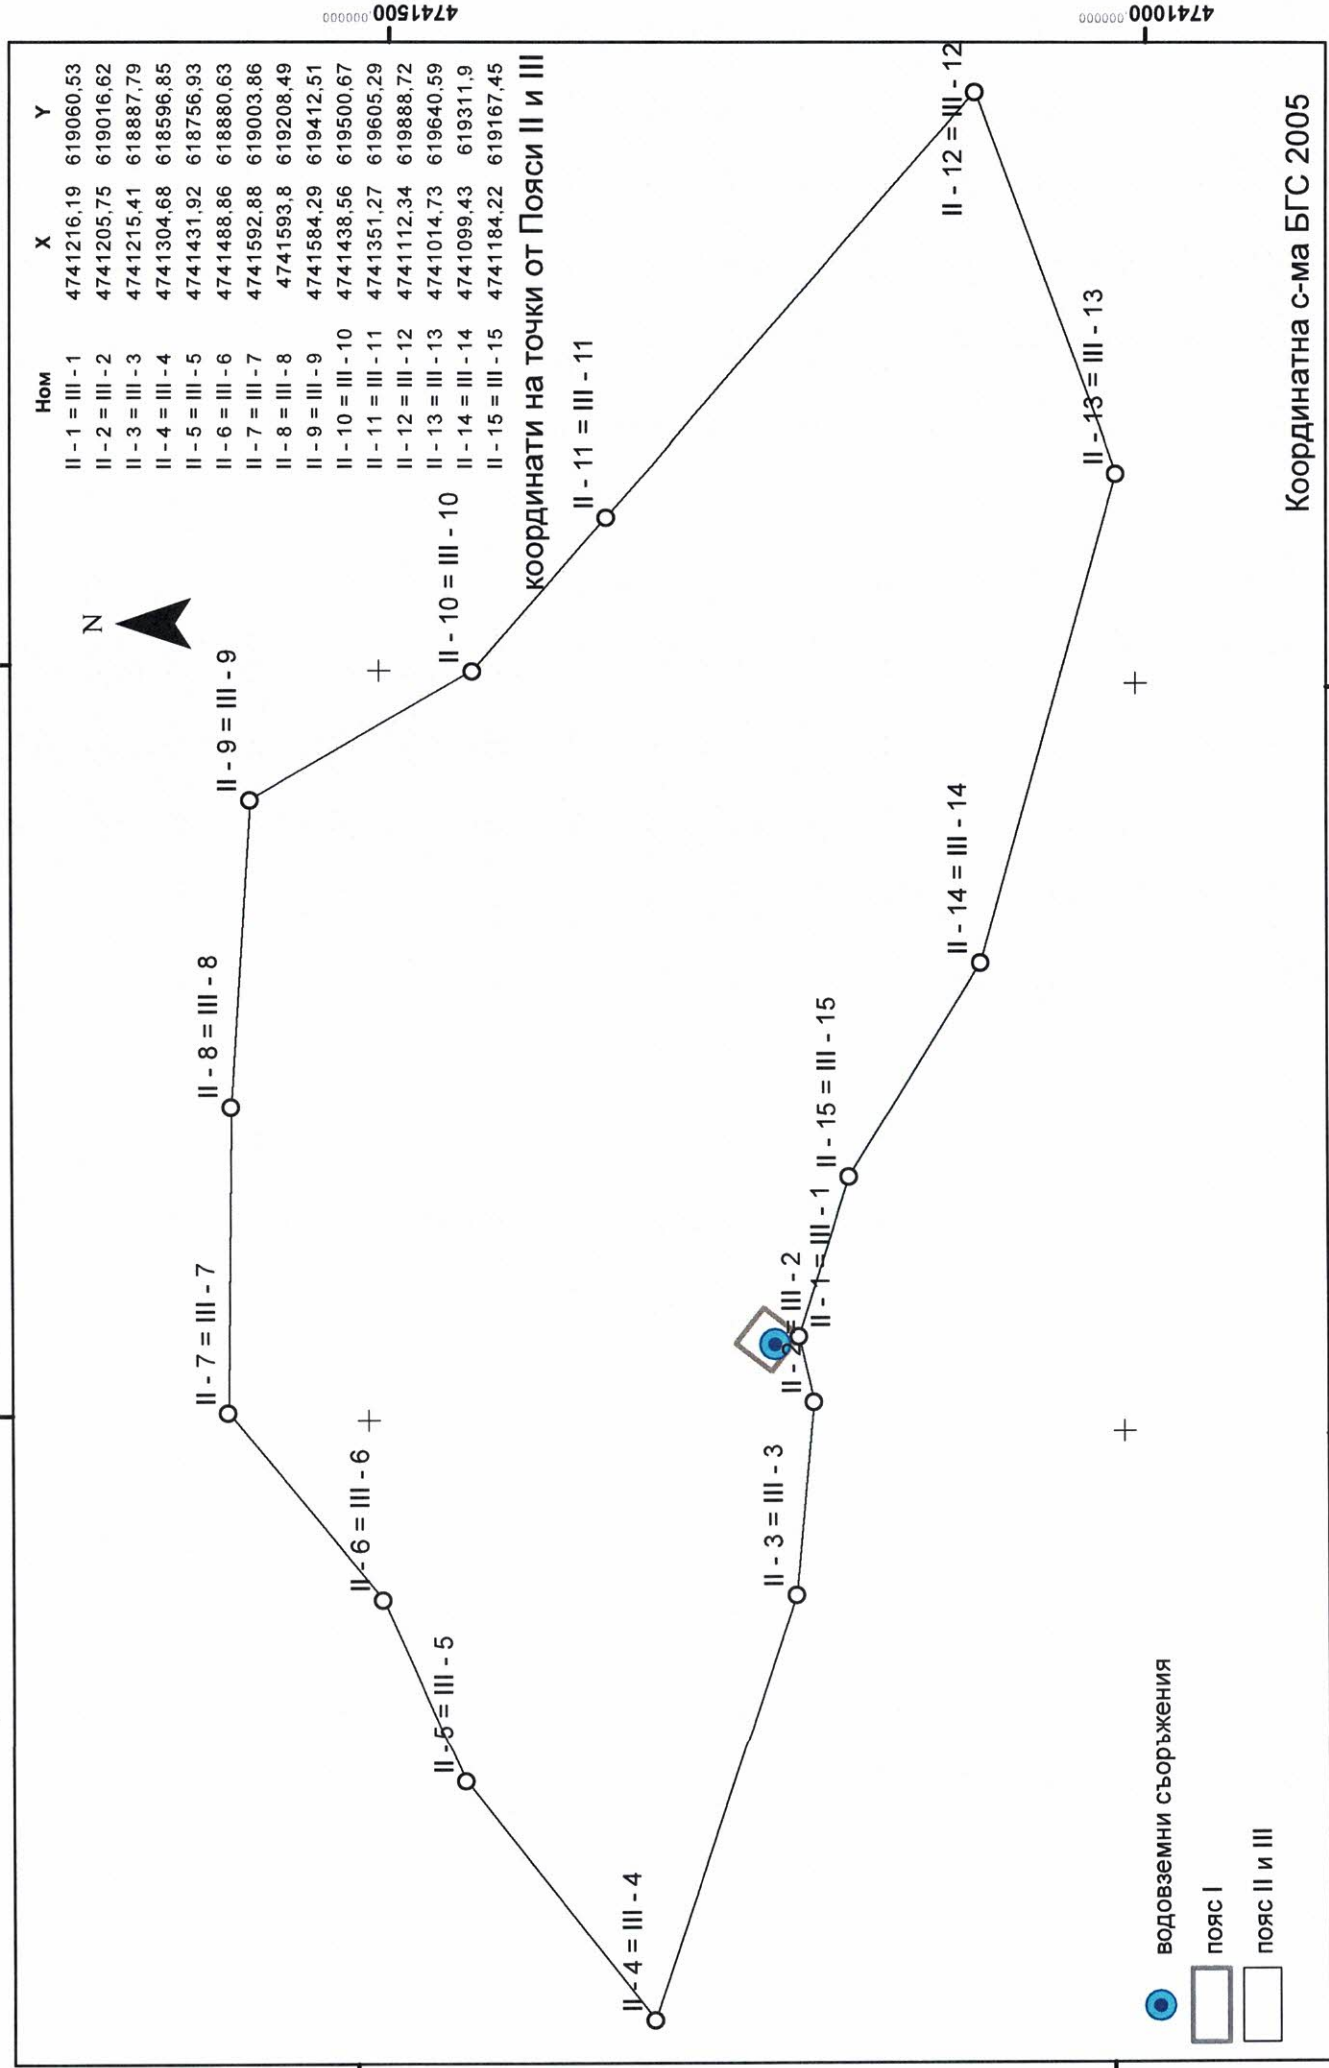 Ном X Y
II - 1 = III - 1 4741216,19 619060,53
II - 2 = III - 2 4741205,75 619016,62
II - 3 = III - 3 4741215,41 618887,79
II - 4 = III - 4 4741304,68 618596,85
II - 5 = III - 5 4741431,92 618756,93
II - 6 = III - 6 4741488,86 618880,63
II - 7 = III - 7 4741592,88 619003,86
II - 8 = III - 8 4741593,8 619208,49
II - 9 = III - 9 4741584,29 619412,51
II - 10 = III - 10 4741438,56 619500,67
II - 11 = III - 11 4741351,27 619605,29
II - 12 = III - 12 4741112,34 619888,72
II - 13 = III - 13 4741014,73 619640,59
II - 14 = III - 14 4741099,43 619311,9
II - 15 = III - 15 4741184,22 619167,45
координати на точки от Пояси II и III
N
II - 7 = III - 7
II - 8 = III - 8
II - 9 = III - 9
II - 6 = III - 6
II - 10 = III - 10
II - 5 = III - 5
II - 11 = III - 11
II - 4 = III - 4
II - 3 = III - 3
II - 2 = III - 2
II - 1 = III - 1
II - 15 = III - 15
II - 14 = III - 14
II - 12 = III - 12
II - 13 = III - 13
4741500,000000
4741000,000000
водовземни съоръжения
пояс I
пояс II и III
Координатна с-ма БГС 2005